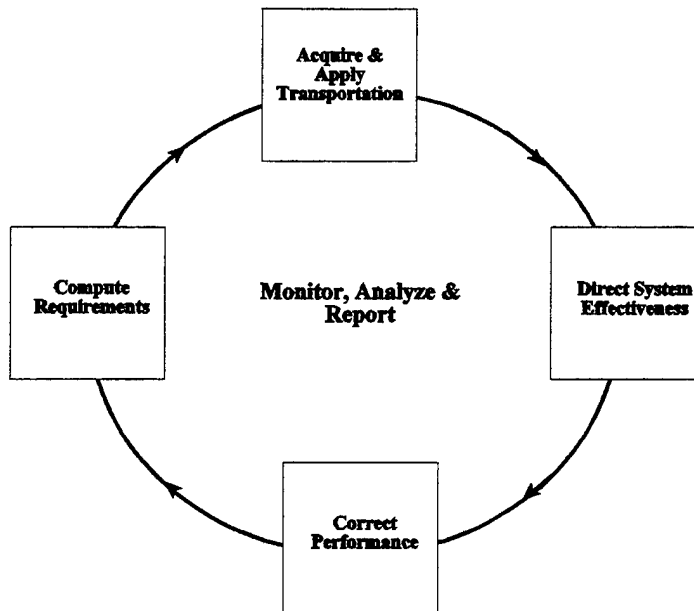 Acquire &
Apply
Transportation
Compute
Requirements
Monitor, Analyze &
Report
Direct System
Effectiveness
Correct
Performance